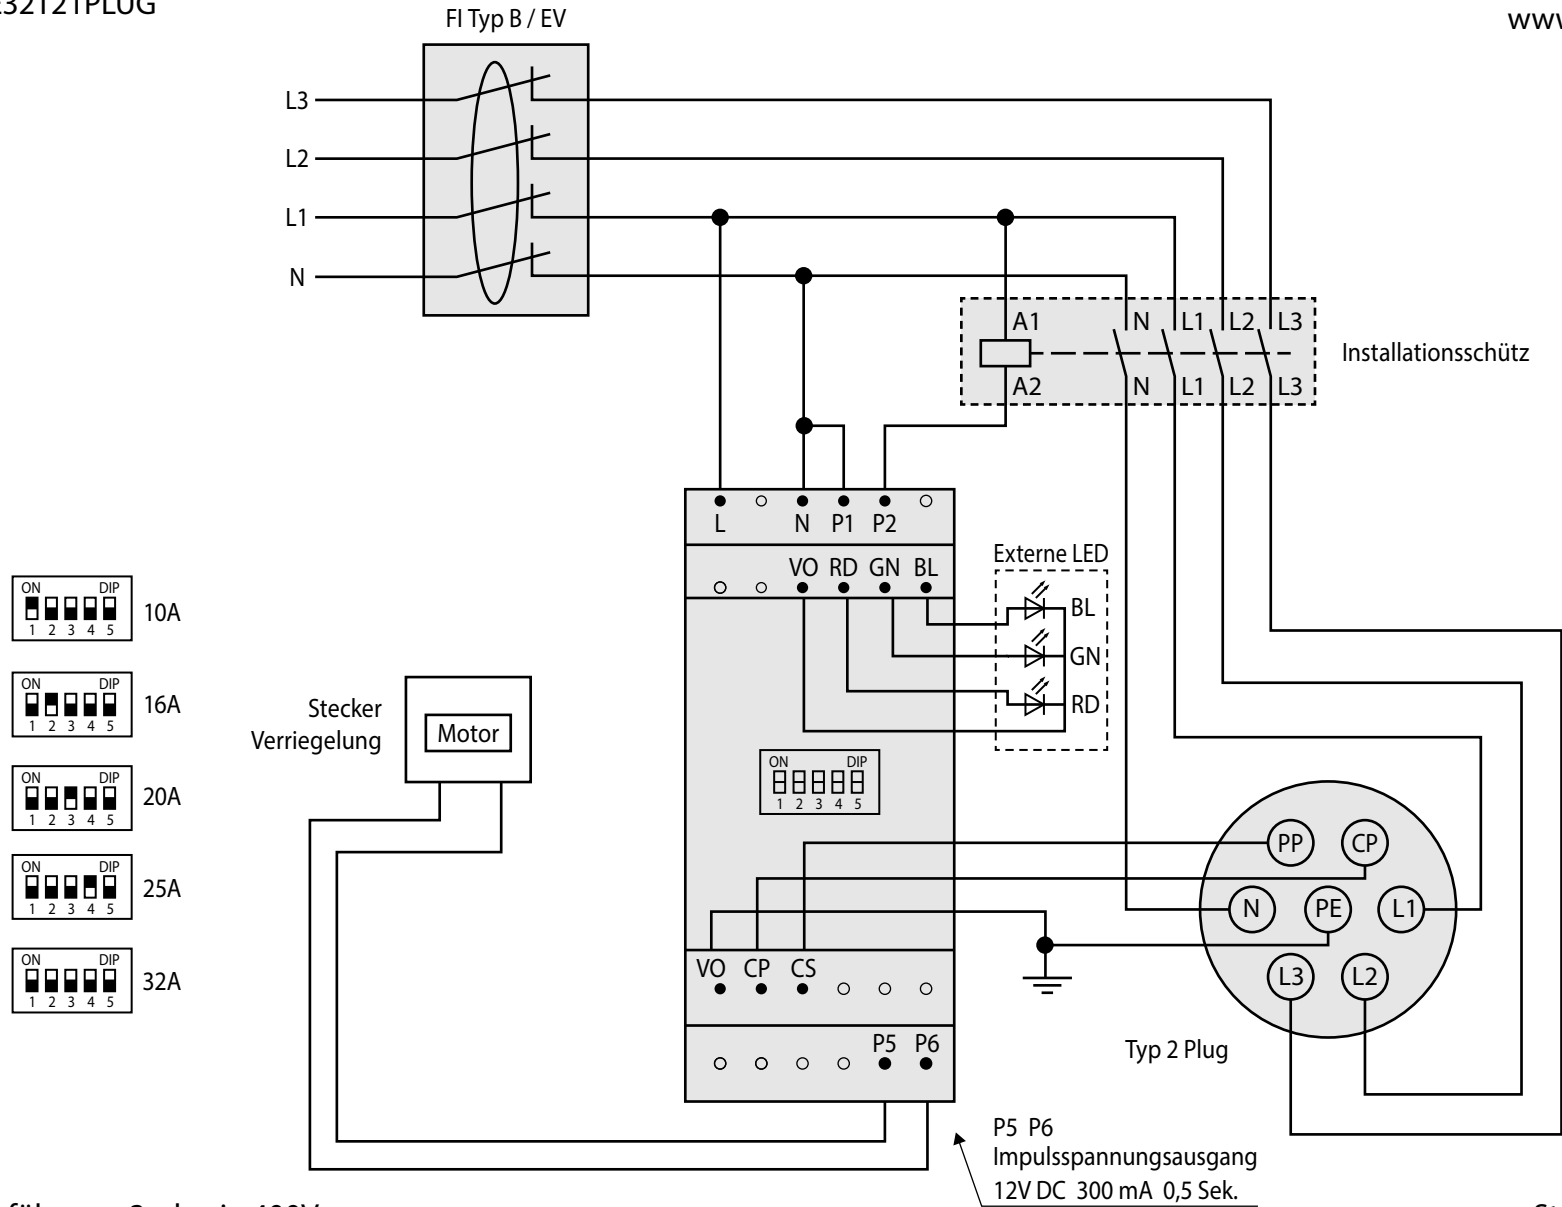 FI Typ B / EV
L3
L2
L1
N
A1 N L1 L2 L3
A2 N L1 L2 L3
Installationsschütz
L N P1 P2
VO RD GN BL
Externe LED
BL
GN
RD
ON DIP
1 2 3 4 5
10A
ON DIP
1 2 3 4 5
16A
ON DIP
1 2 3 4 5
20A
ON DIP
1 2 3 4 5
25A
ON DIP
1 2 3 4 5
32A
Stecker
Verriegelung
Motor
ON DIP
1 2 3 4 5
PP CP
N PE L1
L3 L2
Typ 2 Plug
VO CP CS
P5 P6
P5 P6
Impulsspannungsausgang
12V DC 300 mA 0,5 Sek.